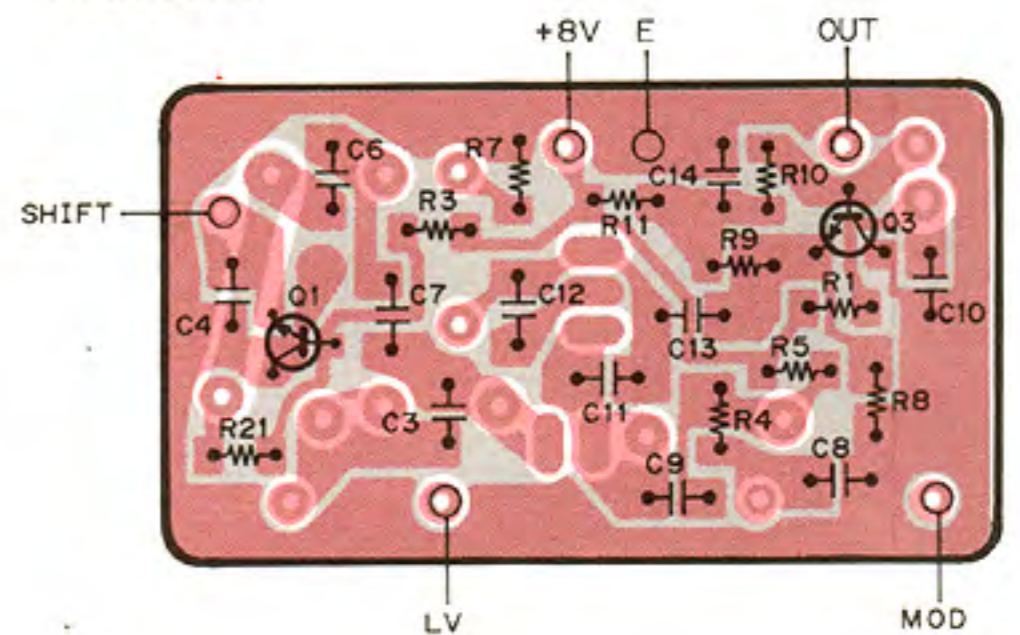 +8V E OUT
C6 R7 C14 R10
SHIFT R3 R11 Q3
R9
C4 Q1 C7 C12 R1 C10
C13
R5
C3 C11 R4 R8
R21 C9 C8
LV MOD